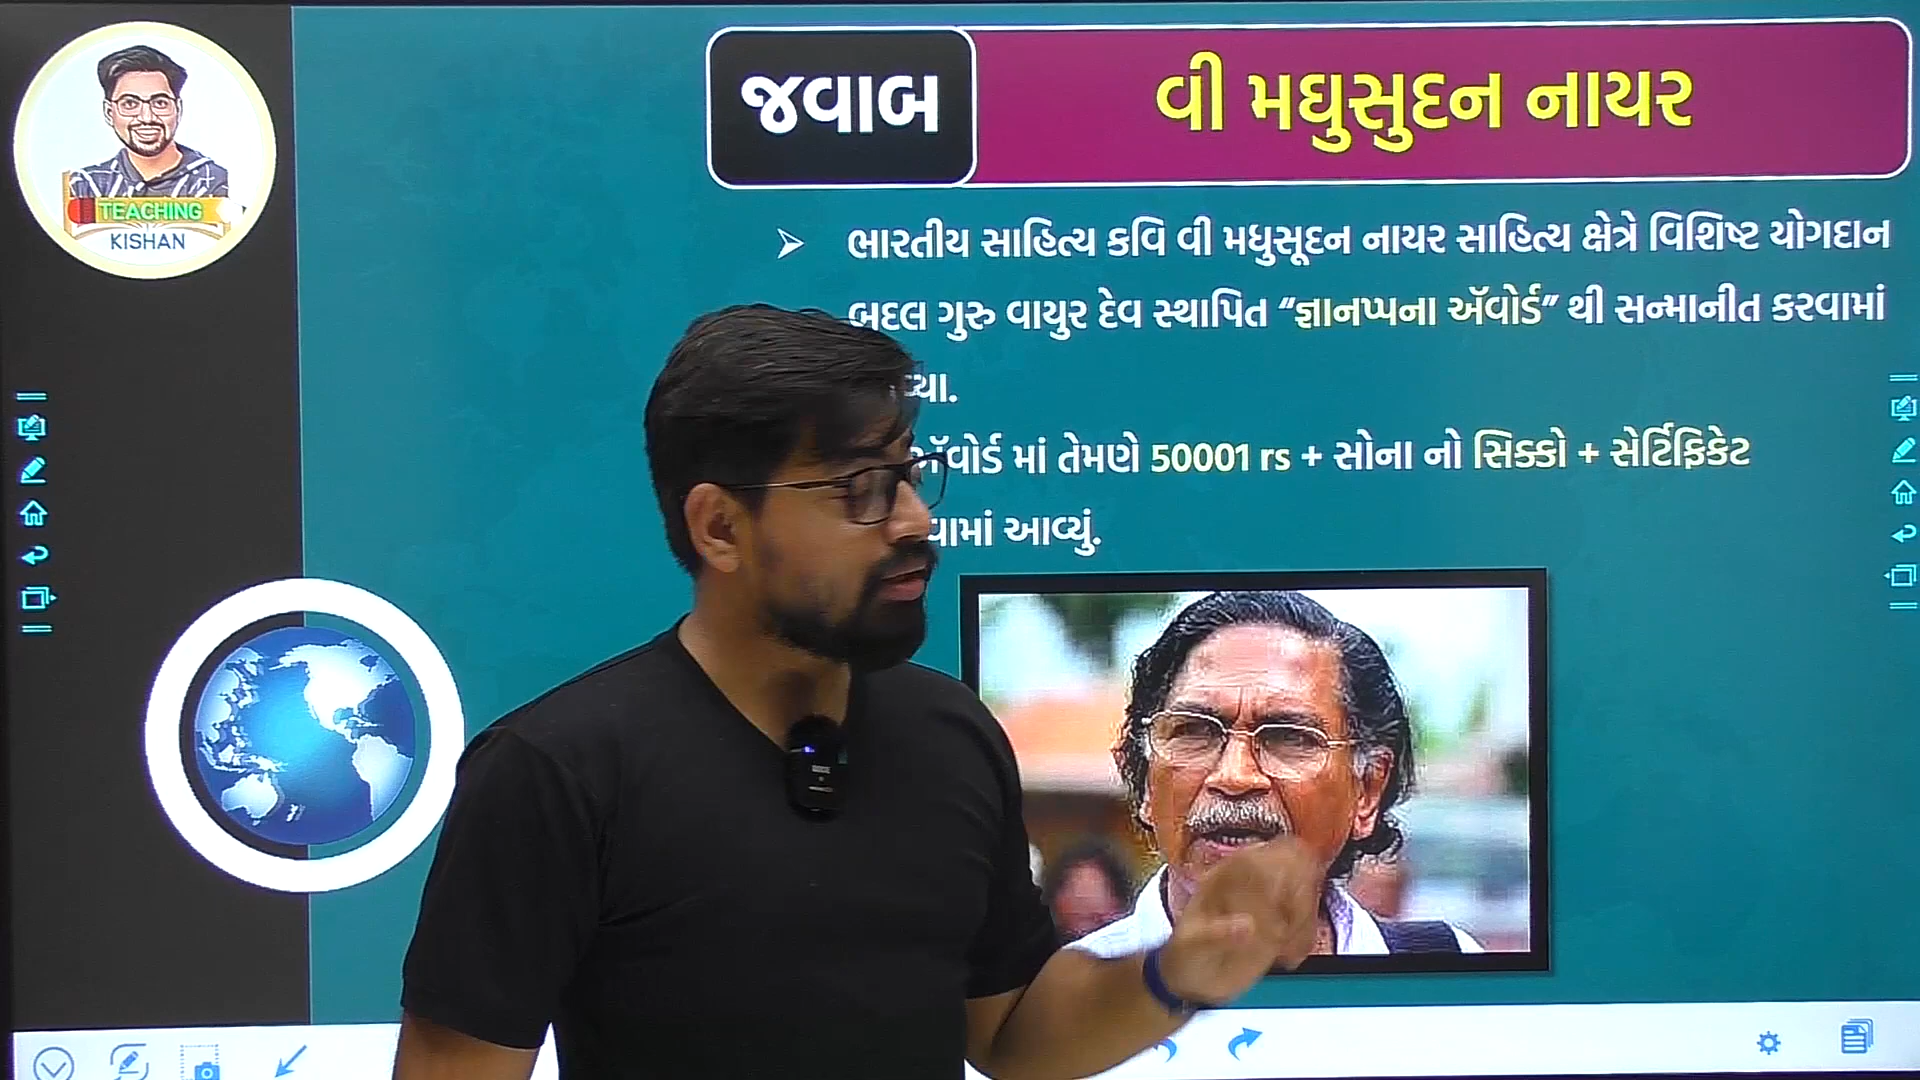 TEACHING
KISHAN
જવાબ
વી મધુસુદન નાયર
ભારતીય સાહિત્ય કવિ વી મધુસૂદન નાયર સાહિત્ય ક્ષેત્રે વિશિષ્ટ યોગદાન
બદલ ગુરુ વાયુર દેવ સ્થાપિત “જ્ઞાનપ્પના ઍવોર્ડ” થી સન્માનીત કરવામાં
ઍવોર્ડ માં તેમણે 50001 rs + સોના નો સિક્કો + સેર્ટિફિકેટ
આવ્યું.